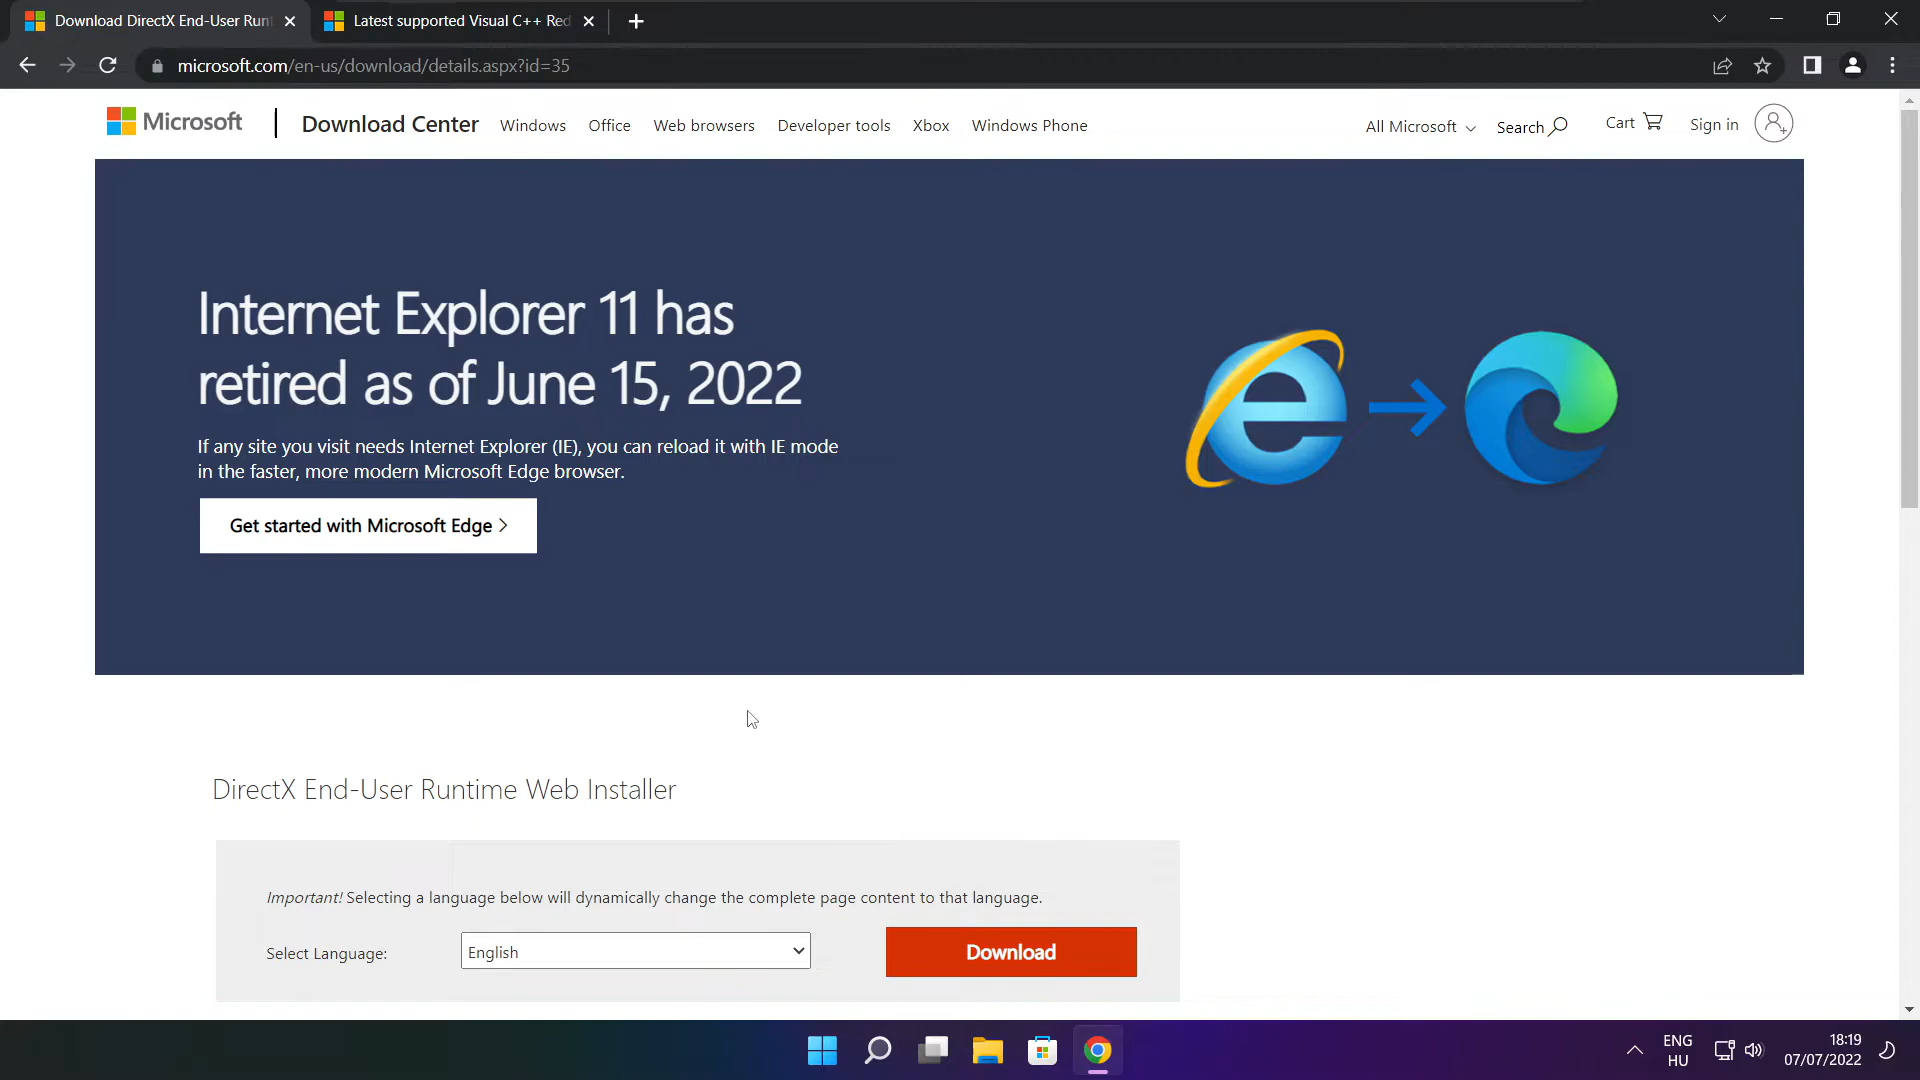 Download DirectX End-User Runt
Latest supported Visual C++ Red
microsoft.com/en-us/download/details.aspx?id=35
Microsoft
Download Center
Windows
Office
Web browsers
Developer tools
Xbox
Windows Phone
All Microsoft
Search
Cart
Sign in
Internet Explorer 11 has
retired as of June 15, 2022
If any site you visit needs Internet Explorer (IE), you can reload it with IE mode
in the faster, more modern Microsoft Edge browser.
Get started with Microsoft Edge >
DirectX End-User Runtime Web Installer
Important! Selecting a language below will dynamically change the complete page content to that language.
Select Language:
English
Download
ENG
HU
18:19
07/07/2022